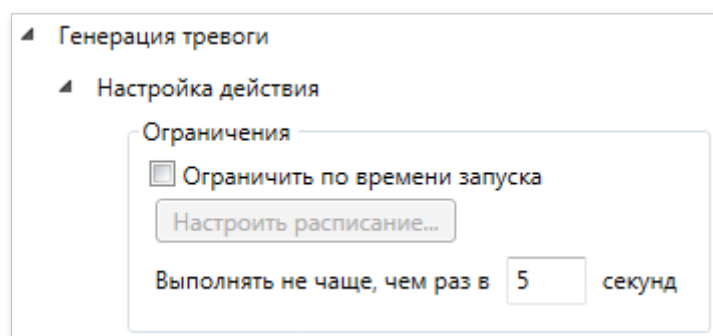 Генерация тревоги
Настройка действия
Ограничения
Ограничить по времени запуска
Настроить расписание...
Выполнять не чаще, чем раз в 5 секунд